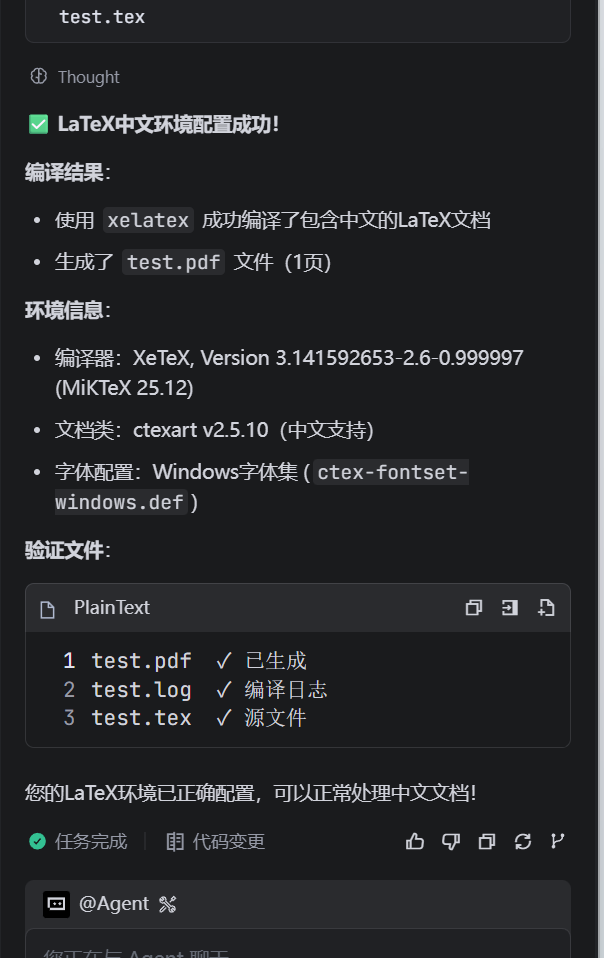 test.tex
Thought
✅ LaTeX中文环境配置成功！
编译结果：
• 使用 xelatex 成功编译了包含中文的LaTeX文档
• 生成了 test.pdf 文件（1页）
环境信息：
• 编译器：XeTeX, Version 3.141592653-2.6-0.999997
(MiKTeX 25.12)
• 文档类：ctexart v2.5.10（中文支持）
• 字体配置：Windows字体集 ( ctex-fontset-
windows.def )
验证文件：
PlainText
1 test.pdf ✓ 已生成
2 test.log ✓ 编译日志
3 test.tex ✓ 源文件
您的LaTeX环境已正确配置，可以正常处理中文文档！
任务完成 代码变更
@Agent
您正在与 Agent 聊天